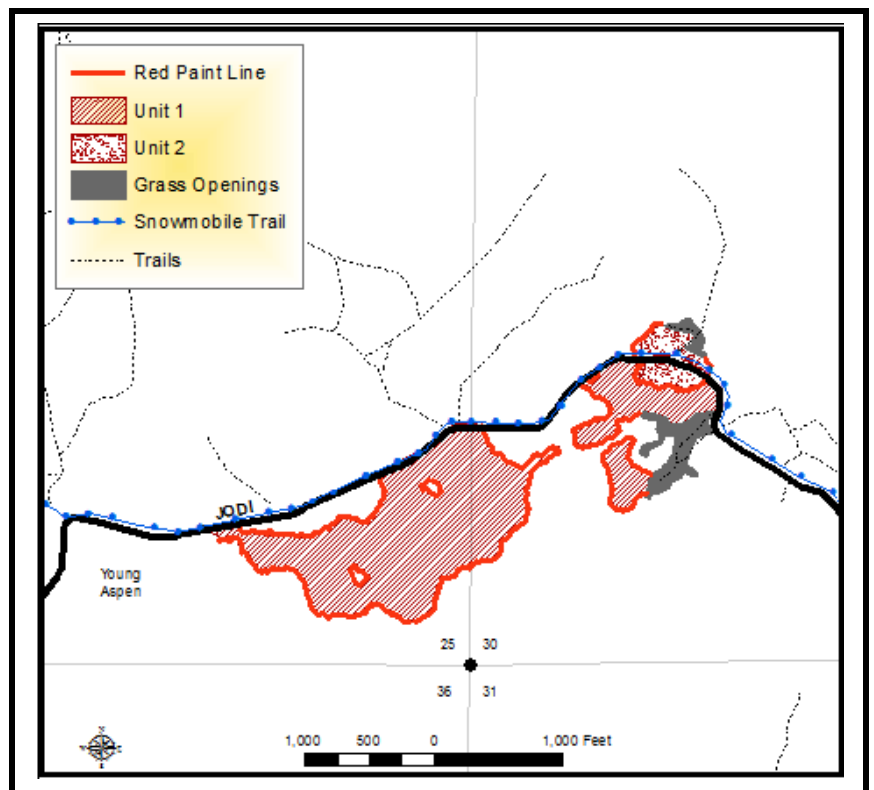 Red Paint Line
Unit 1
Unit 2
Grass Openings
Snowmobile Trail
Trails
JODI
Young
Aspen
25 30
36 31
1,000 500 0 1,000 Feet